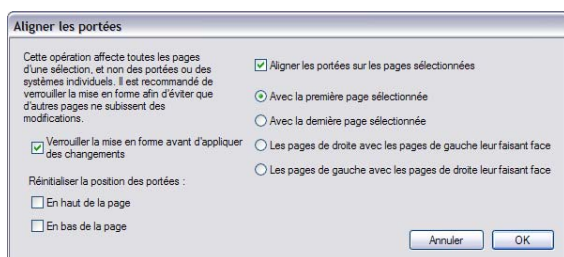 Aligner les portées
Cette opération affecte toutes les pages
d'une sélection, et non des portées ou des
systèmes individuels. Il est recommandé de
verrouiller la mise en forme afin d'éviter que
d'autres pages ne subissent des
modifications.
Verrouiller la mise en forme avant d'appliquer
des changements
Réinitialiser la position des portées :
En haut de la page
En bas de la page
Aligner les portées sur les pages sélectionnées
Avec la première page sélectionnée
Avec la dernière page sélectionnée
Les pages de droite avec les pages de gauche leur faisant face
Les pages de gauche avec les pages de droite leur faisant face
Annuler
OK